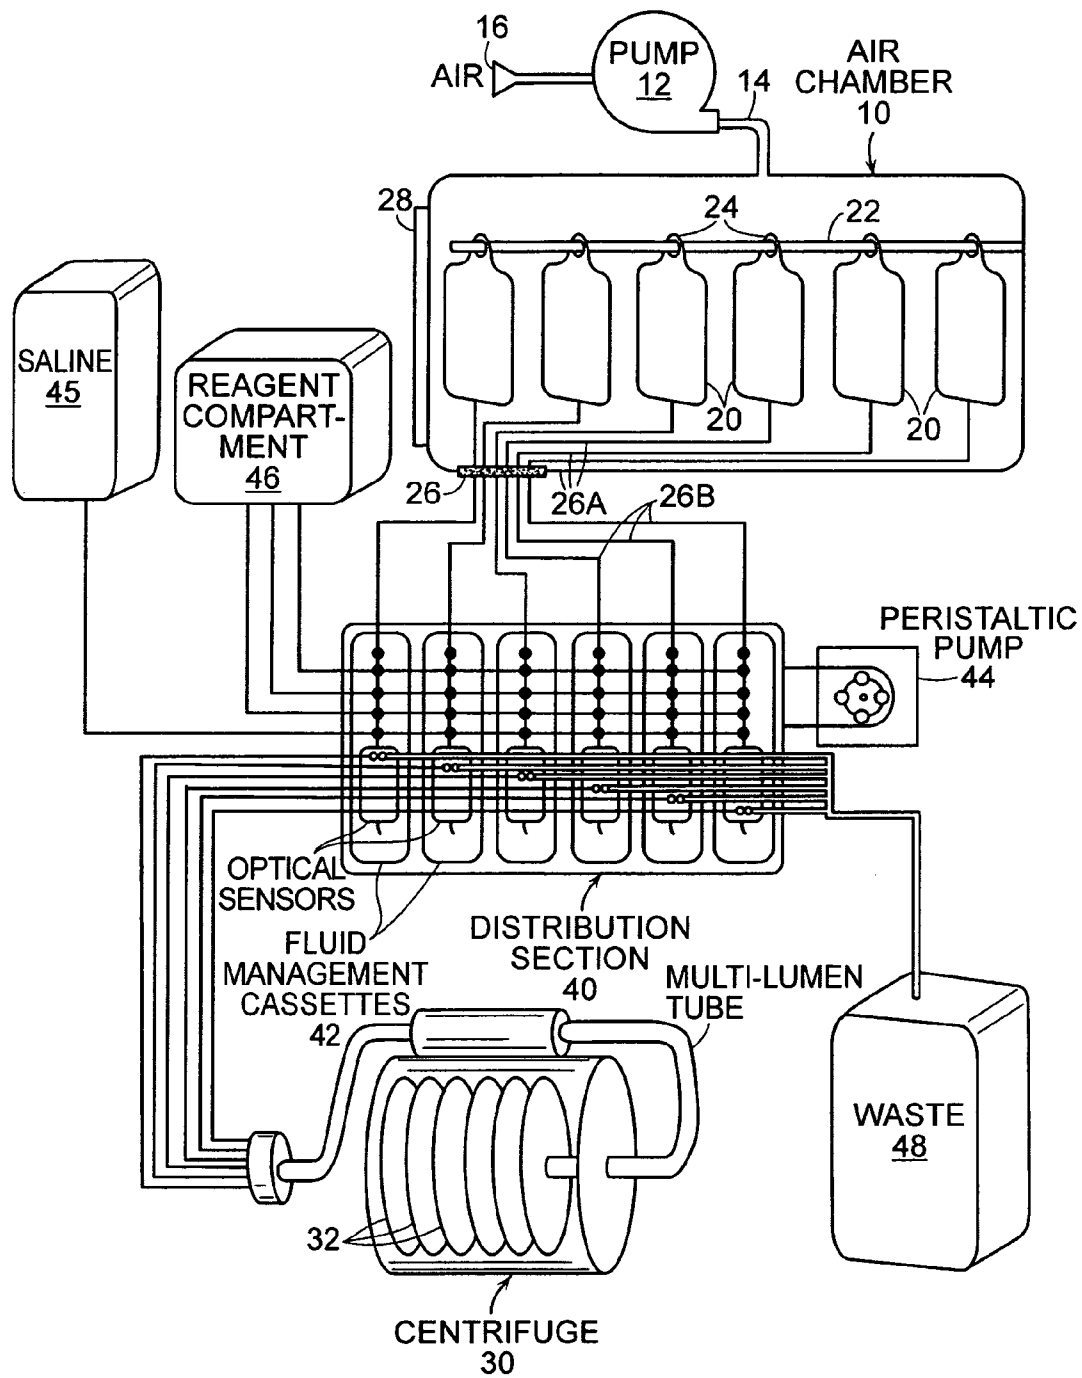 16
AIR
PUMP
12
14
AIR
CHAMBER
10
28
24
22
SALINE
45
REAGENT
COMPART-
MENT
46
20
20
26
26A
26B
PERISTALTIC
PUMP
44
OPTICAL
SENSORS
FLUID
MANAGEMENT
CASSETTES
42
DISTRIBUTION
SECTION
40
MULTI-LUMEN
TUBE
WASTE
48
32
CENTRIFUGE
30